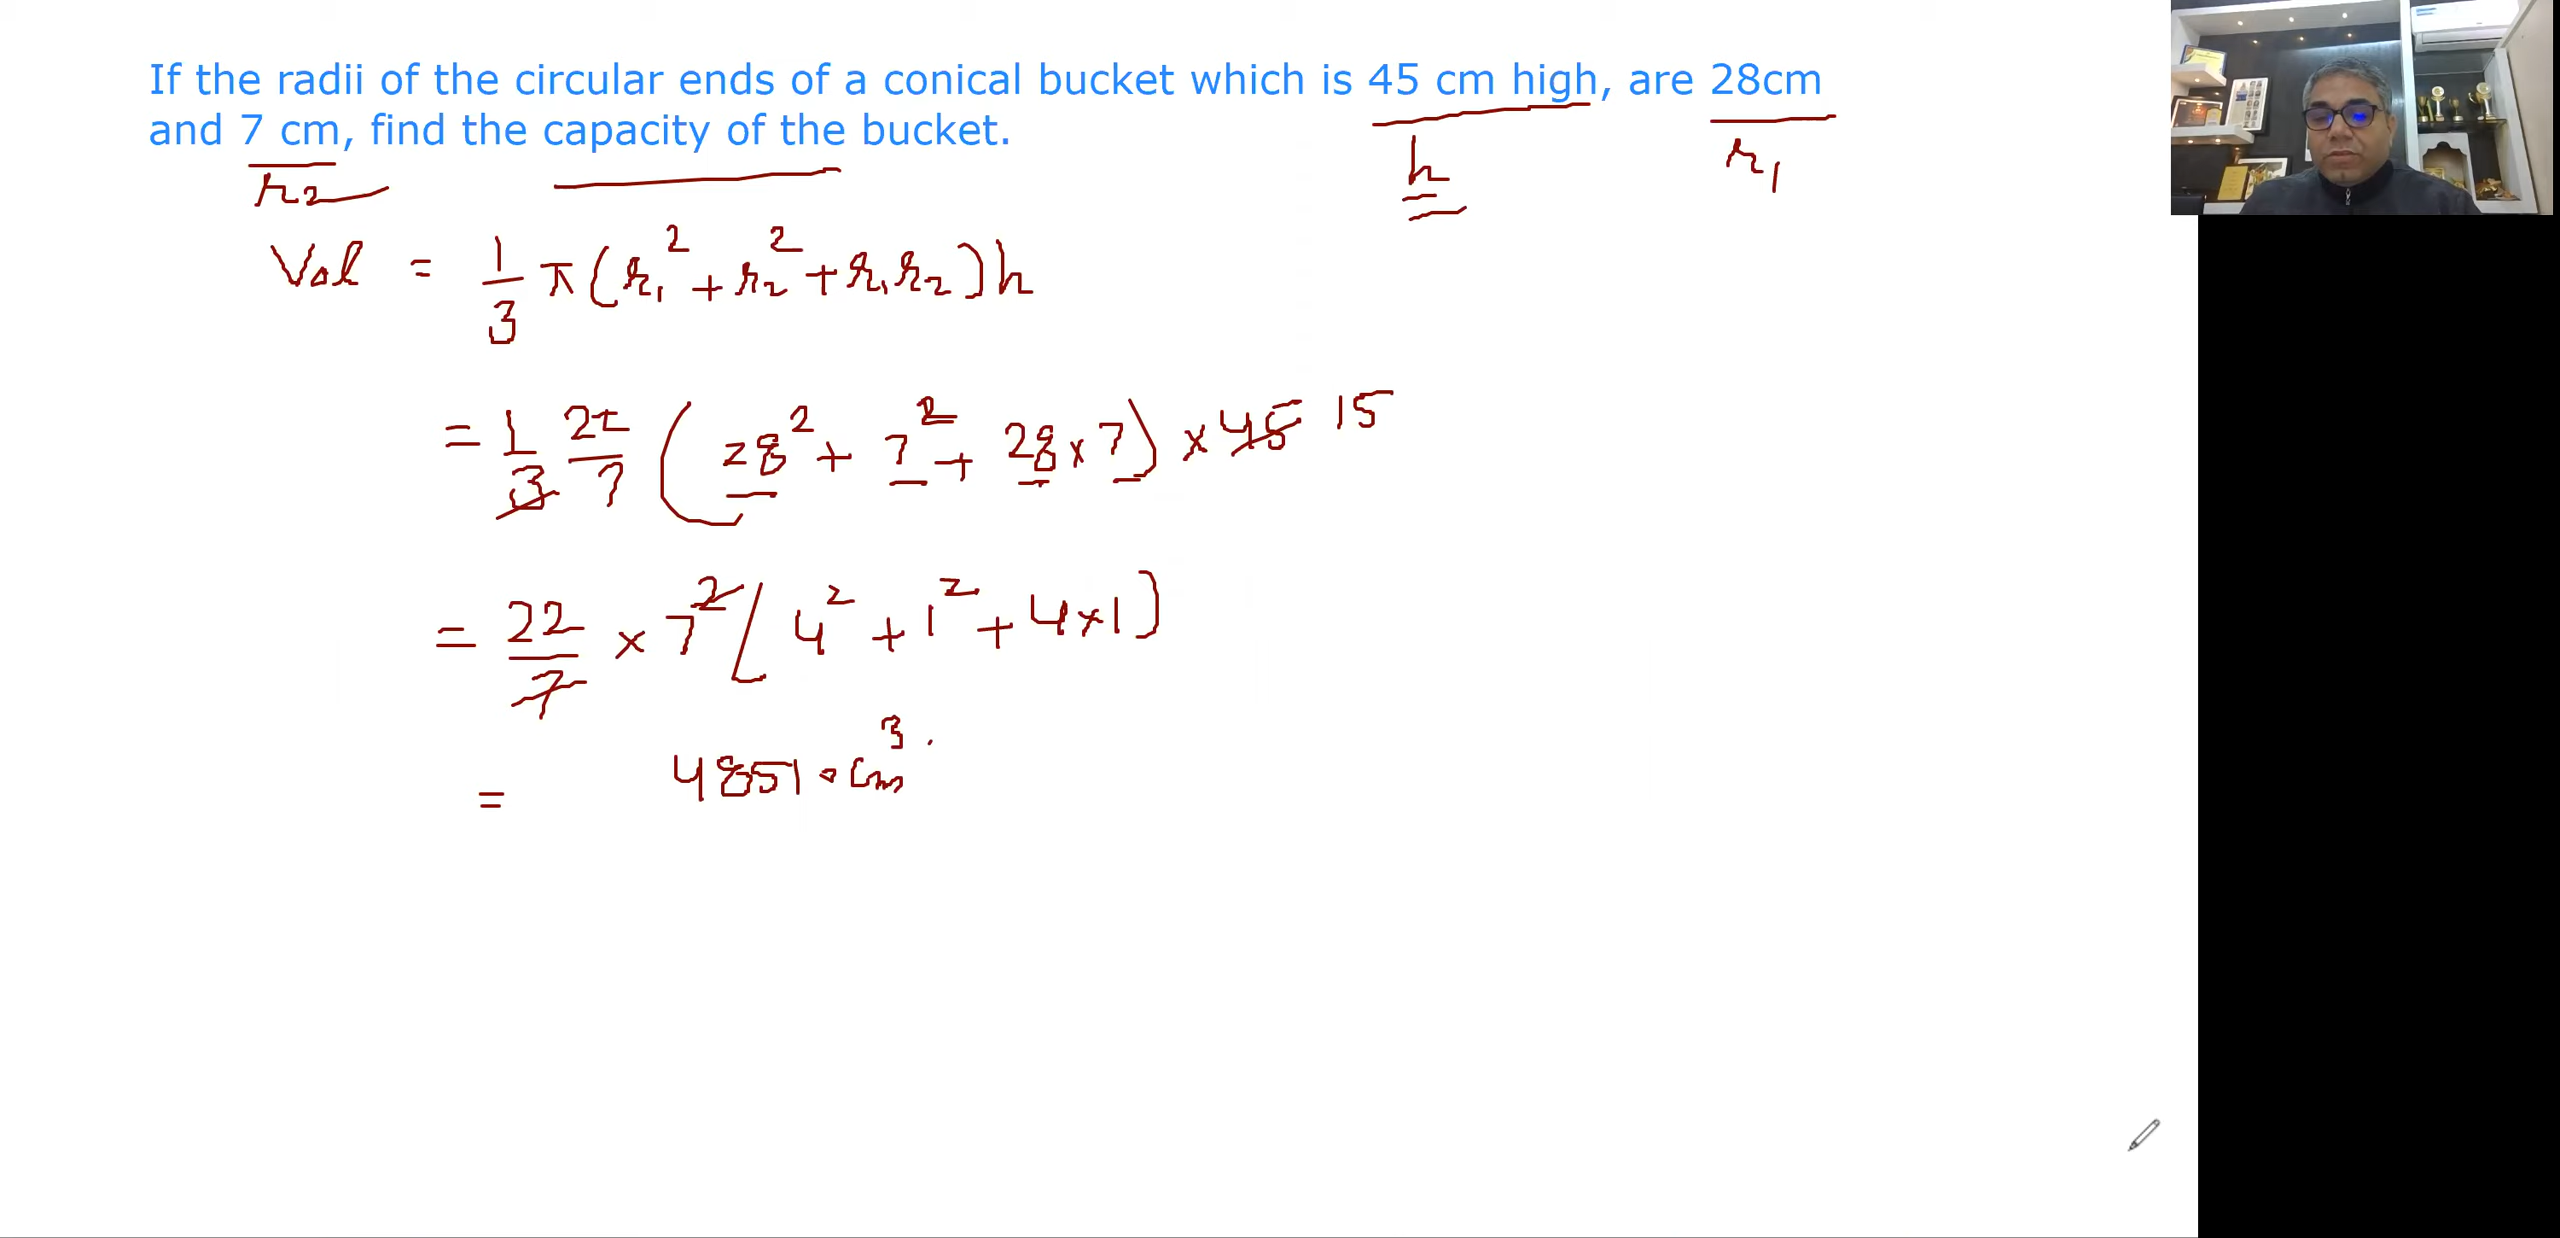 If the radii of the circular ends of a conical bucket which is 45 cm high, are 28cm
and 7 cm, find the capacity of the bucket.
h r₁
r₂
Vol = 1/3 π(r₁² + r₂² + r₁r₂)h
= 1/3 22/7 (28² + 7² + 28 × 7) × 45 15
= 22/7 × 7² [4² + 1² + 4×1]
= 4851 cm³.